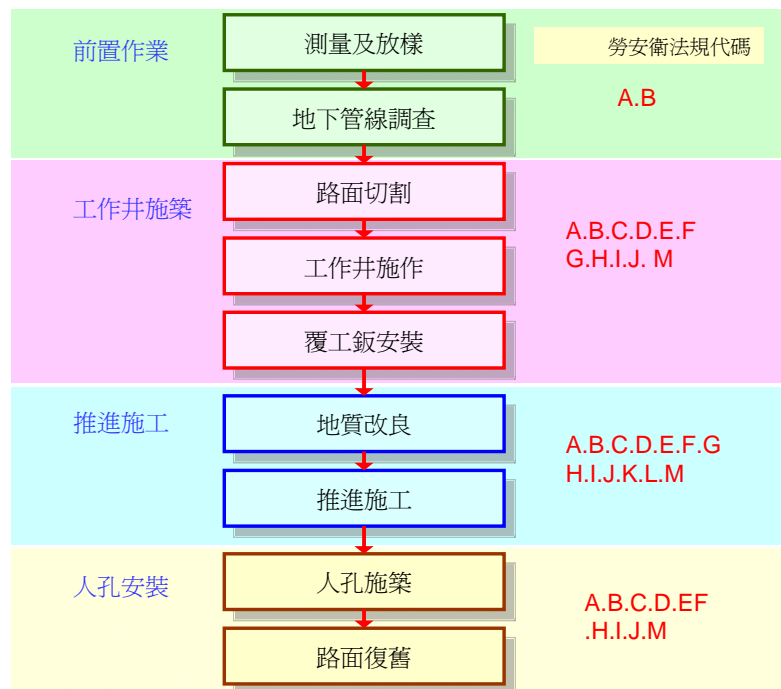 前置作業
測量及放樣
勞安衛法規代碼
A.B
地下管線調查
工作井施築
路面切割
A.B.C.D.E.F
G.H.I.J. M
工作井施作
覆工鈑安裝
推進施工
地質改良
A.B.C.D.E.F.G
H.I.J.K.L.M
推進施工
人孔安裝
人孔施築
A.B.C.D.EF
.H.I.J.M
路面復舊